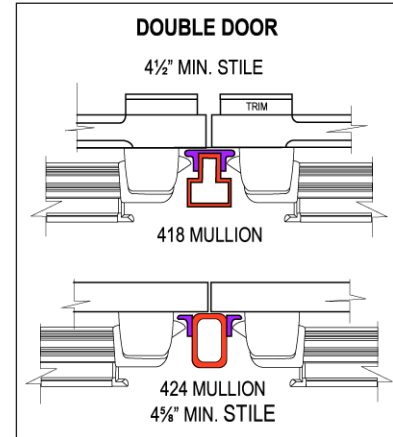 DOUBLE DOOR
4½” MIN. STILE
TRIM
418 MULLION
424 MULLION
4⅝” MIN. STILE